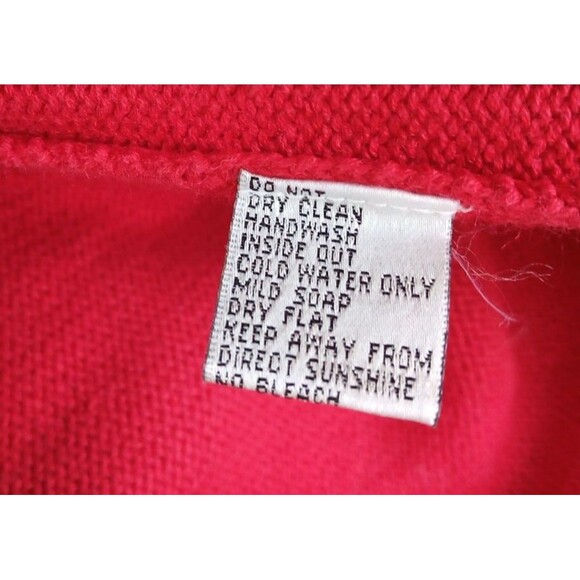 DO NOT
DRY CLEAN
HANDWASH
INSIDE OUT
COLD WATER ONLY
MILD SOAP
DRY FLAT
KEEP AWAY FROM
DIRECT SUNSHINE
NO BLEACH